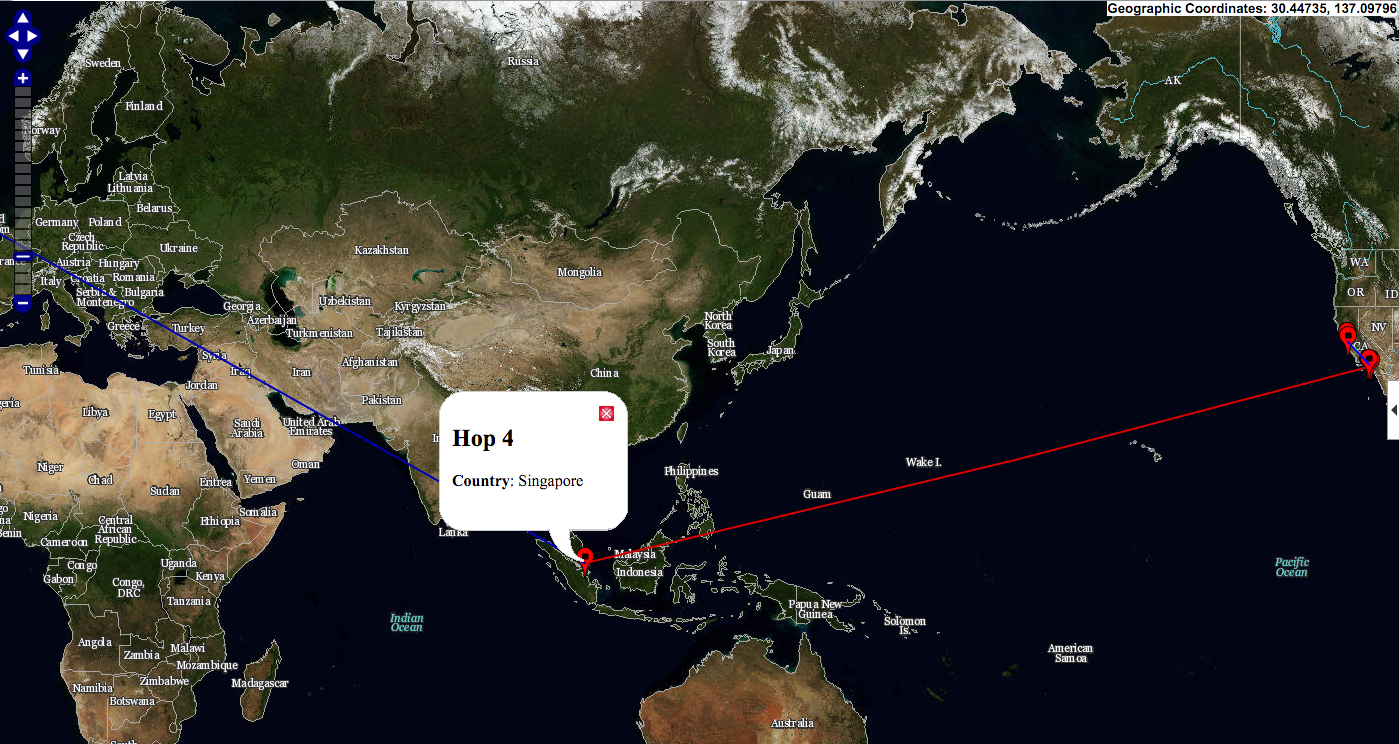 Geographic Coordinates: 30.44735, 137.09796
Sweden
Russia
AK
Finland
Norway
Latvia
Lithuania
Belarus
Germany
Poland
Czech
Republic
Ukraine
Austria
Hungary
Kazakhstan
WA
Mongolia
Italy
Croatia
Romania
Serbia &
Montenegro
Bulgaria
OR
ID
Uzbekistan
Kyrgyzstan
Georgia
Azerbaijan
Greece
Turkey
Turkmenistan
Tajikistan
North
Korea
NV
South
Korea
Japan
CA
Syria
Afghanistan
Tunisia
Iraq
Iran
China
Jordan
Pakistan
Libya
Egypt
Saudi
Arabia
United Arab
Emirates
Hop 4
Country: Singapore
Oman
Wake I.
Niger
Chad
Sudan
Eritrea
Yemen
Philippines
Guam
Nigeria
Central
African
Republic
Ethiopia
Somalia
Lanka
Cameroon
Congo
Gabon
Uganda
Kenya
Malaysia
Indonesia
Pacific
Ocean
Congo,
DRC
Tanzania
Papua New
Guinea
Indian
Ocean
Solomon
Is.
Angola
Zambia
Malawi
Mozambique
American
Samoa
Namibia
Zimbabwe
Botswana
Madagascar
Australia